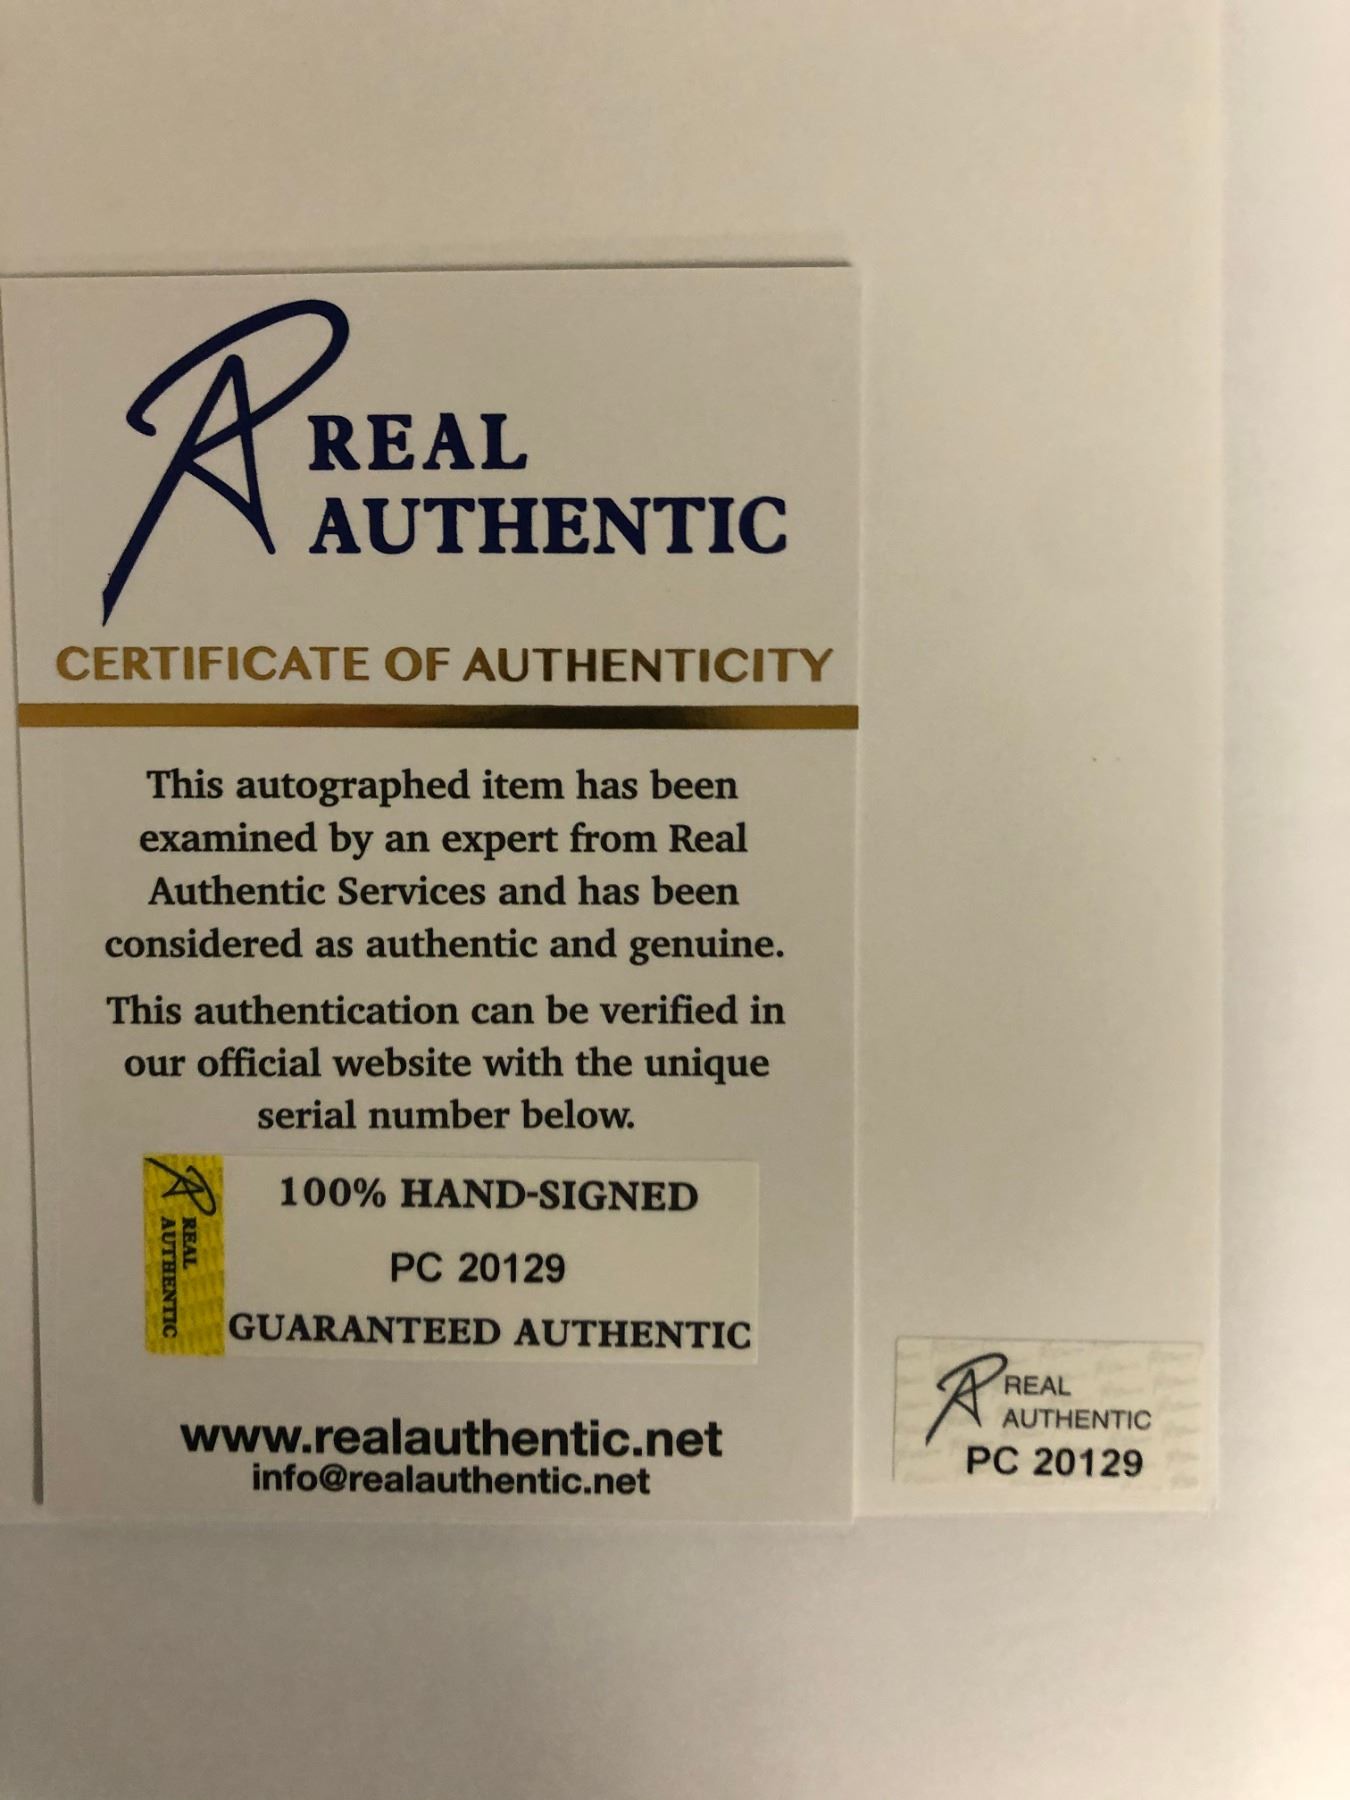 REAL
AUTHENTIC
CERTIFICATE OF AUTHENTICITY
This autographed item has been
examined by an expert from Real
Authentic Services and has been
considered as authentic and genuine.
This authentication can be verified in
our official website with the unique
serial number below.
REAL
AUTHENTIC
100% HAND-SIGNED
PC 20129
GUARANTEED AUTHENTIC
www.realauthentic.net
info@realauthentic.net
REAL
AUTHENTIC
PC 20129